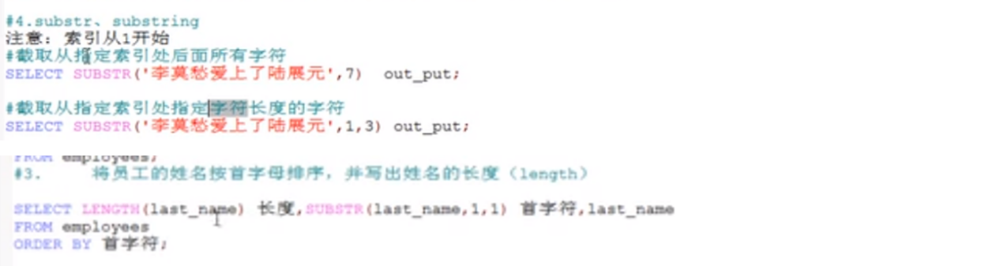 #4.substr、substring
注意：索引从1开始
#截取从指定索引处后面所有字符
SELECT SUBSTR('李莫愁爱上了陆展元',7)  out_put;
#截取从指定索引处指定字符长度的字符
SELECT SUBSTR('李莫愁爱上了陆展元',1,3) out_put;
FROM employees;
#3.     将员工的姓名按首字母排序，并写出姓名的长度（length）
SELECT LENGTH(last_name) 长度,SUBSTR(last_name,1,1) 首字符,last_name
FROM employees
ORDER BY 首字符;